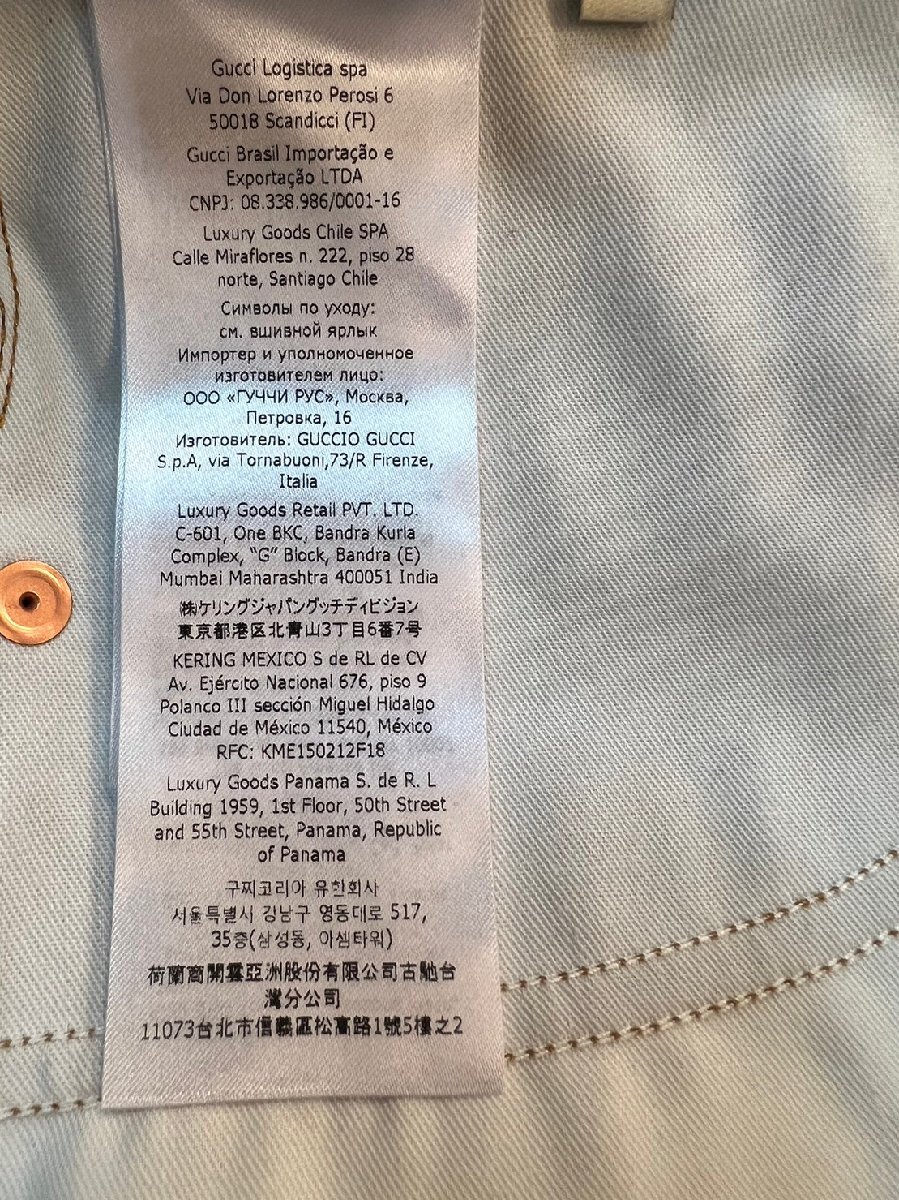 Gucci Logistica spa
Via Don Lorenzo Perosi 6
50018 Scandicci (FI)
Gucci Brasil Importação e
Exportação LTDA
CNPJ: 08.338.986/0001-16
Luxury Goods Chile SPA
Calle Miraflores n. 222, piso 28
norte, Santiago Chile
Символы по уходу:
см. вшивной ярлык
Импортер и уполномоченное
изготовителем лицо:
ООО «ГУЧЧИ РУС», Москва,
Петровка, 16
Изготовитель: GUCCIO GUCCI
S.p.A, via Tornabuoni,73/R Firenze,
Italia
Luxury Goods Retail PVT. LTD.
C-601, One BKC, Bandra Kurla
Complex, "G" Block, Bandra (E)
Mumbai Maharashtra 400051 India
㈱ケリングジャパングッチディビジョン
東京都港区北青山3丁目6番7号
KERING MEXICO S de RL de CV
Av. Ejército Nacional 676, piso 9
Polanco III sección Miguel Hidalgo
Ciudad de México 11540, México
RFC: KME150212F18
Luxury Goods Panama S. de R. L
Building 1959, 1st Floor, 50th Street
and 55th Street, Panama, Republic
of Panama
구찌코리아 유한회사
서울특별시 강남구 영동대로 517,
35층(삼성동, 아셈타워)
荷蘭商開雲亞洲股份有限公司古馳台
灣分公司
11073台北市信義區松高路1號5樓之2